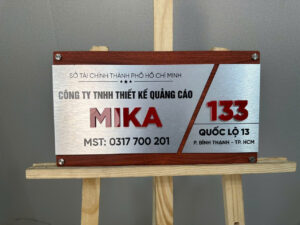 SỞ TÀI CHÍNH THÀNH PHỐ HỒ CHÍ MINH
CÔNG TY TNHH THIẾT KẾ QUẢNG CÁO
MIKA
MST: 0317 700 201
133
QUỐC LỘ 13
P. BÌNH THẠNH - TP. HCM